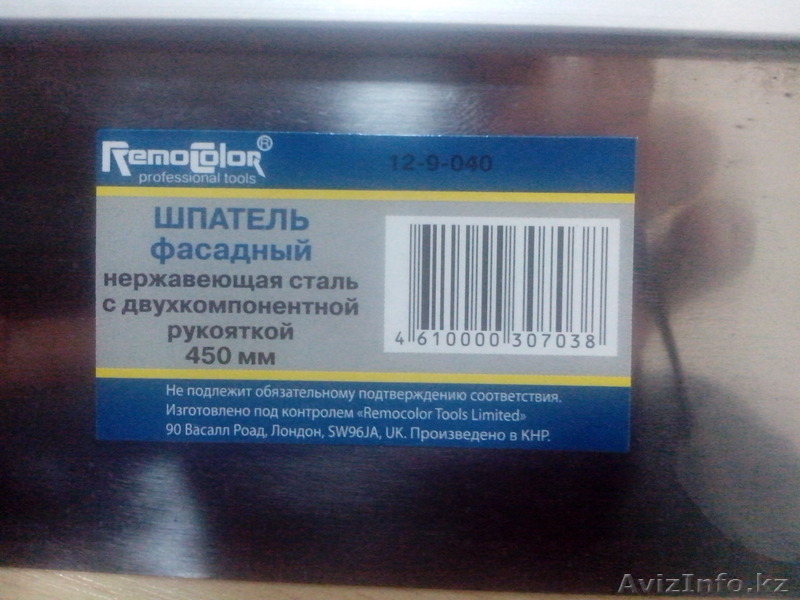 RemoColor®
professional tools
12-9-040
ШПАТЕЛЬ
фасадный
нержавеющая сталь
с двухкомпонентной
рукояткой
450 мм
4 610000 307038
Не подлежит обязательному подтверждению соответствия.
Изготовлено под контролем «Remocolor Tools Limited»
90 Васалл Роад, Лондон, SW96JA, UK. Произведено в КНР.
AvizInfo.kz